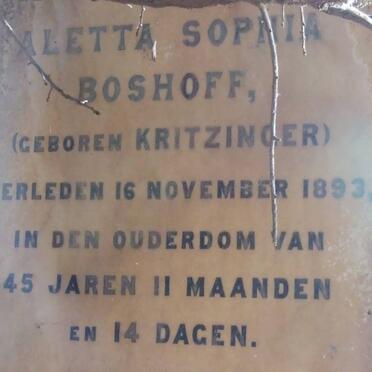 ALETTA SOPHIA
BOSHOFF,
(GEBOREN KRITZINGER)
ERLEDEN 16 NOVEMBER 1893,
IN DEN OUDERDOM VAN
45 JAREN 11 MAANDEN
EN 14 DAGEN.